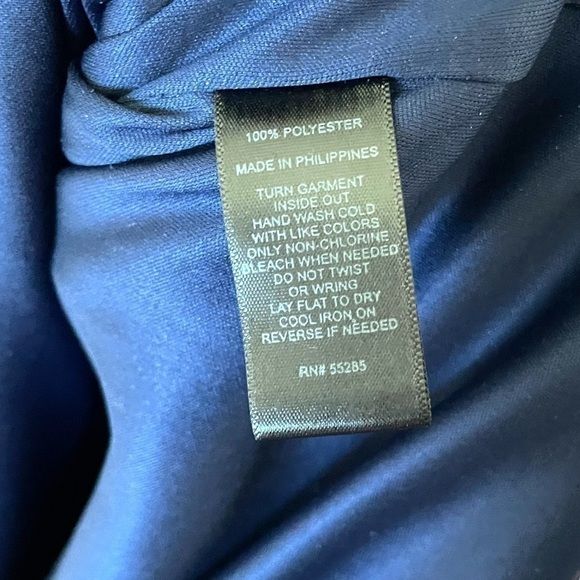 100% POLYESTER
MADE IN PHILIPPINES
TURN GARMENT
INSIDE OUT
HAND WASH COLD
WITH LIKE COLORS
ONLY NON-CHLORINE
BLEACH WHEN NEEDED
DO NOT TWIST
OR WRING
LAY FLAT TO DRY
COOL IRON ON
REVERSE IF NEEDED
RN# 55285